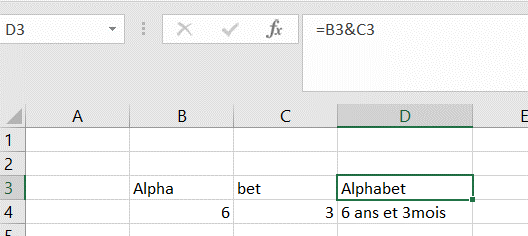 D3 fx =B3&C3
A B C D E
1
2
3 Alpha bet Alphabet
4 6 3 6 ans et 3mois
5